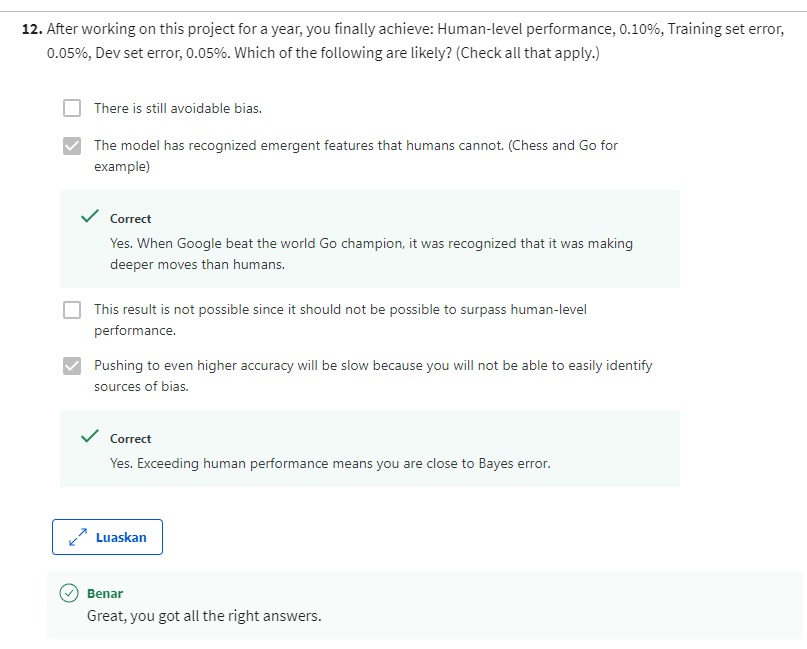 12. After working on this project for a year, you finally achieve: Human-level performance, 0.10%, Training set error,
0.05%, Dev set error, 0.05%. Which of the following are likely? (Check all that apply.)
There is still avoidable bias.
The model has recognized emergent features that humans cannot. (Chess and Go for
example)
Correct
Yes. When Google beat the world Go champion, it was recognized that it was making
deeper moves than humans.
This result is not possible since it should not be possible to surpass human-level
performance.
Pushing to even higher accuracy will be slow because you will not be able to easily identify
sources of bias.
Correct
Yes. Exceeding human performance means you are close to Bayes error.
Luaskan
Benar
Great, you got all the right answers.